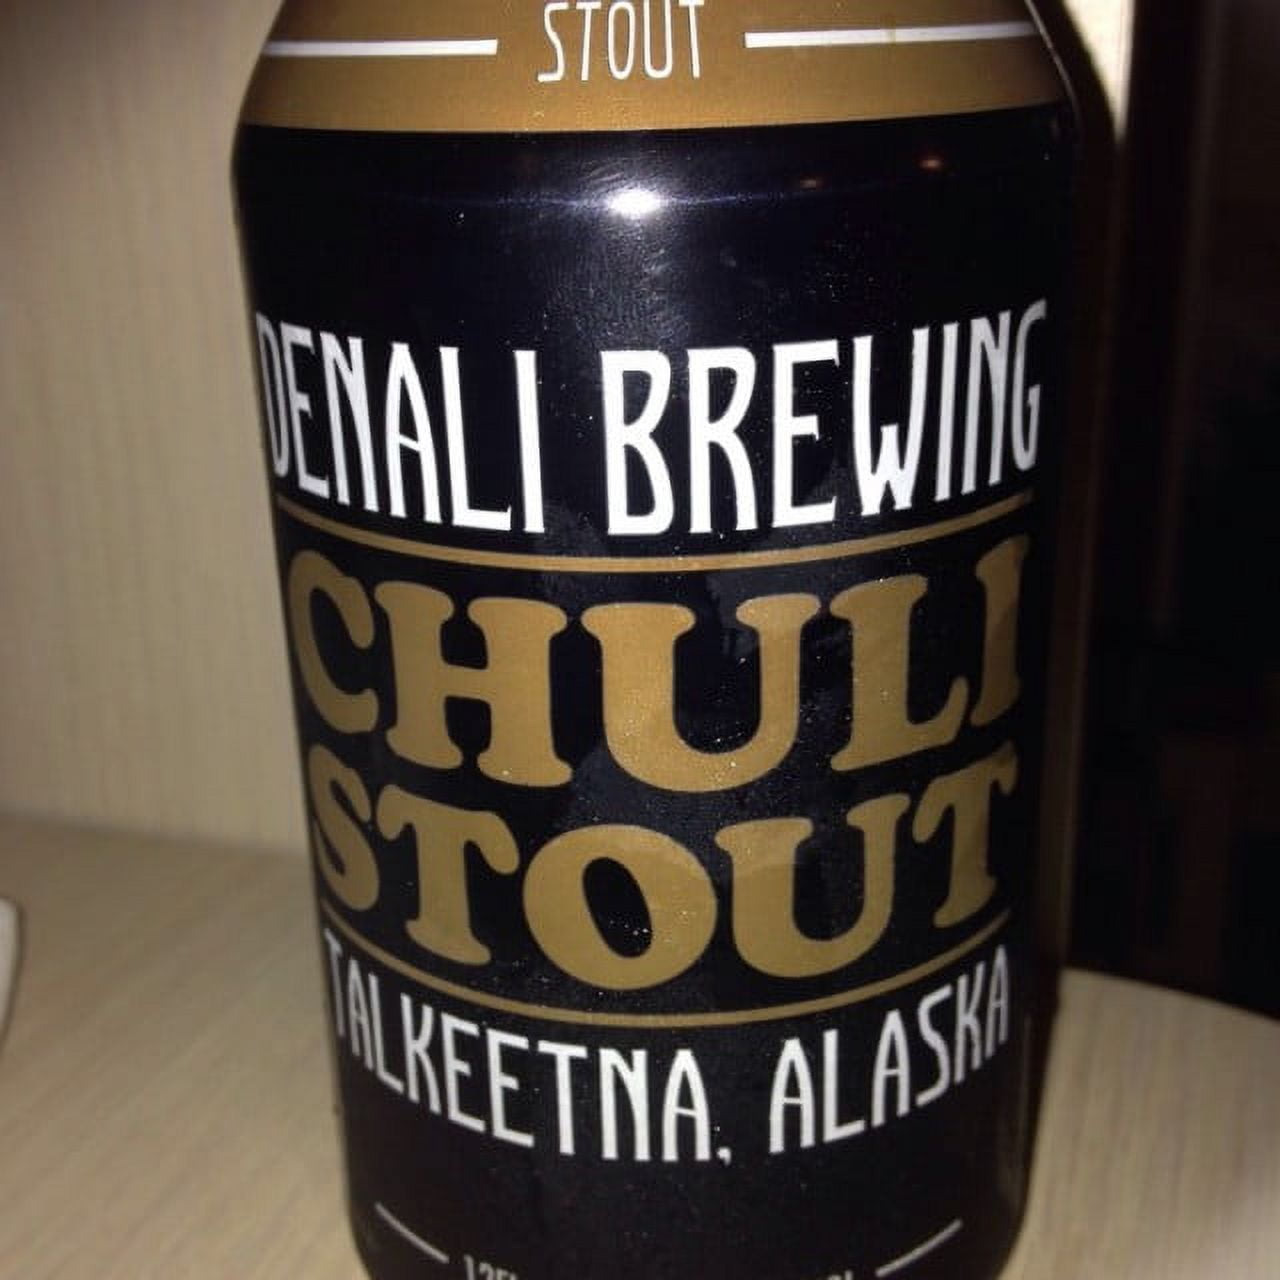 STOUT
DENALI BREWING
CHULI
STOUT
TALKEETNA, ALASKA